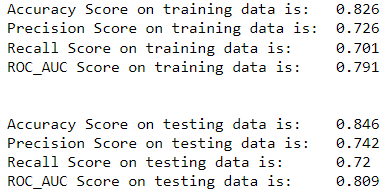 Accuracy Score on training data is: 0.826
Precision Score on training data is: 0.726
Recall Score on training data is: 0.701
ROC_AUC Score on training data is: 0.791
Accuracy Score on testing data is: 0.846
Precision Score on testing data is: 0.742
Recall Score on testing data is: 0.72
ROC_AUC Score on testing data is: 0.809